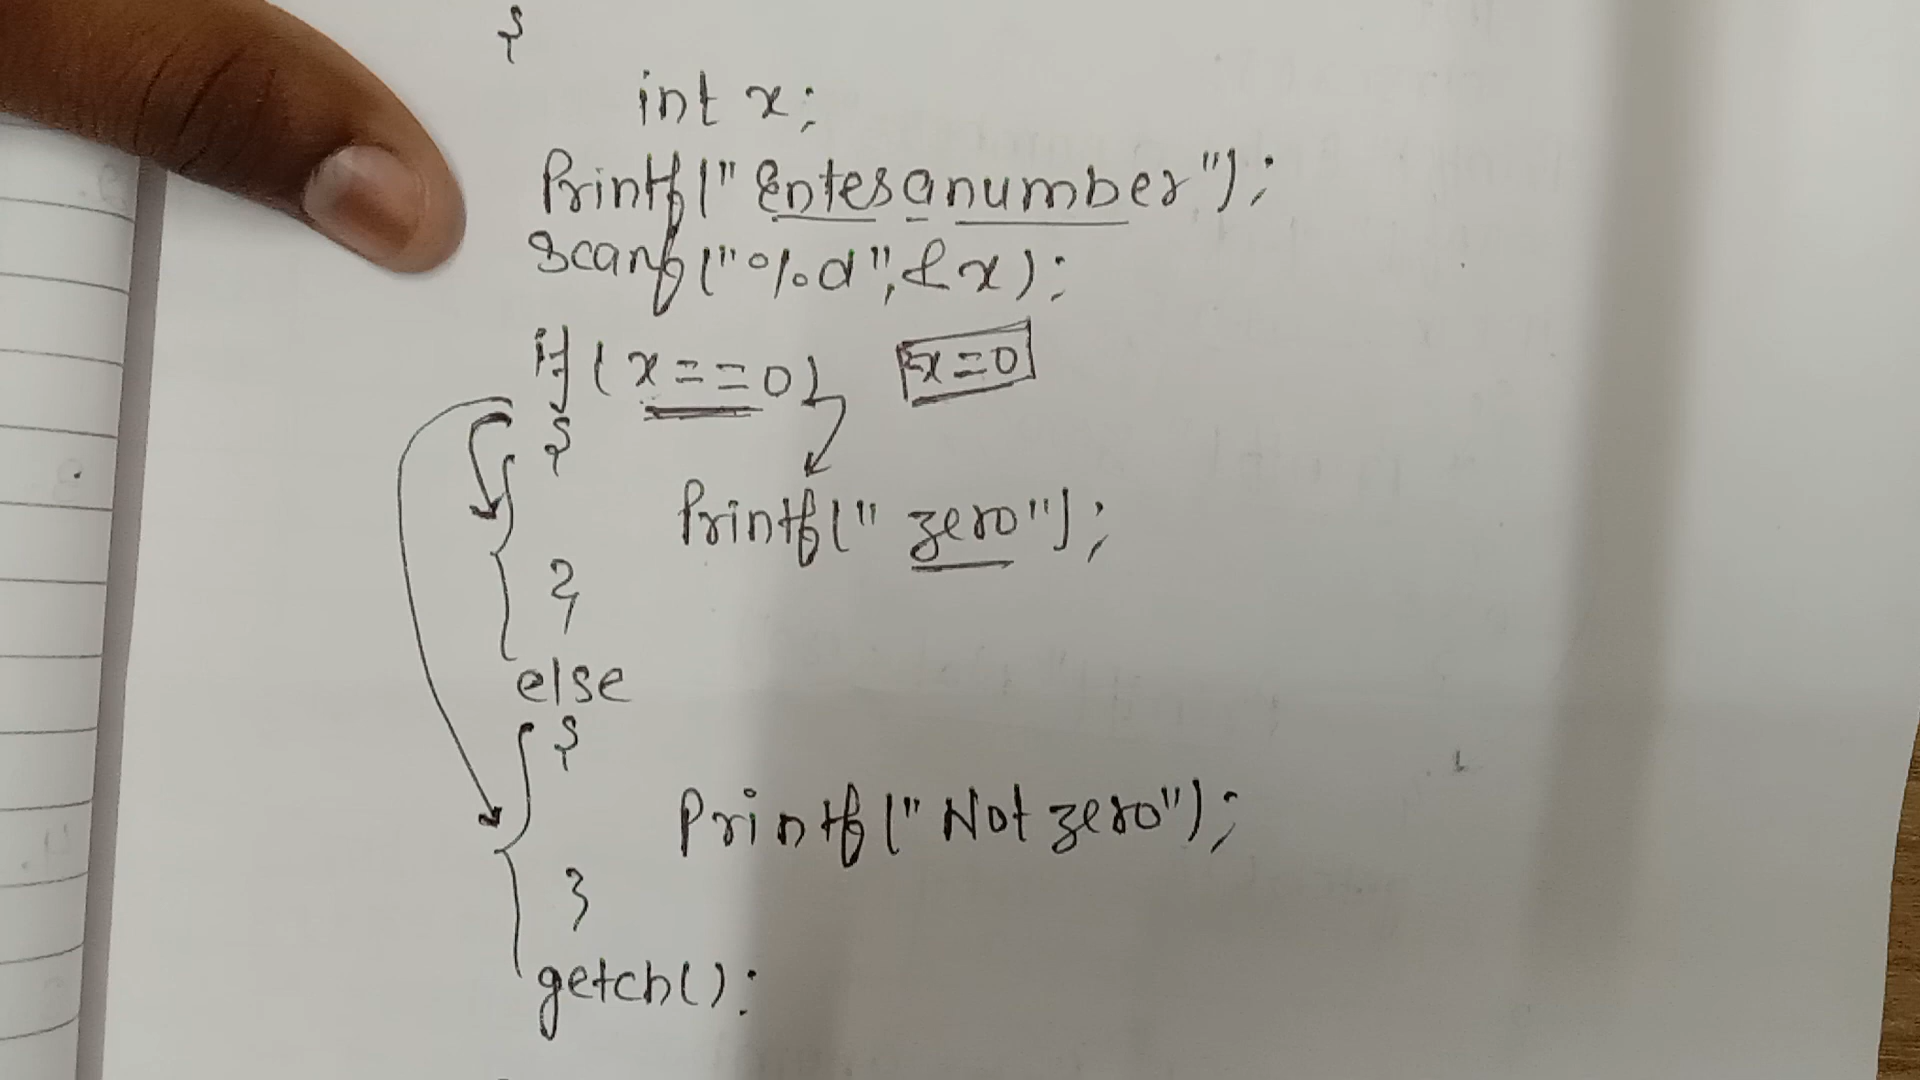 {
int x;
Printf("Enter a number");
Scanf("%d",&x);
if(x==0) x=0
{
Printf("zero");
}
else
{
Printf("Not zero");
}
getch();